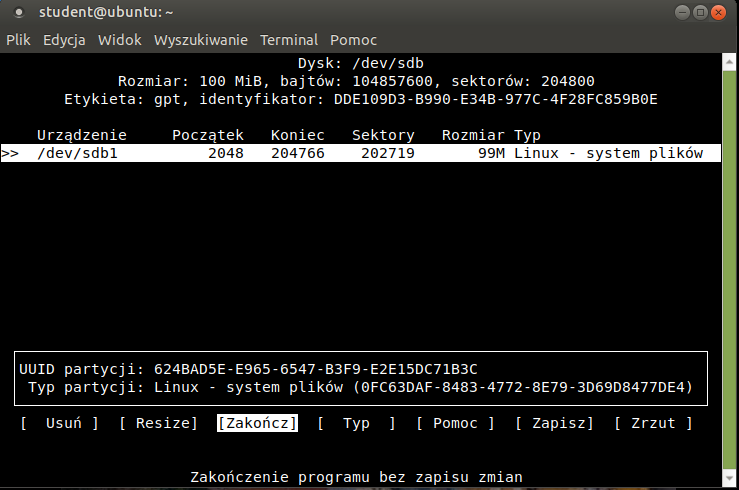 student@ubuntu: ~
Plik Edycja Widok Wyszukiwanie Terminal Pomoc
Dysk: /dev/sdb
Rozmiar: 100 MiB, bajtów: 104857600, sektorów: 204800
Etykieta: gpt, identyfikator: DDE109D3-B990-E34B-977C-4F28FC859B0E
Urządzenie Początek Koniec Sektory Rozmiar Typ
>> /dev/sdb1 2048 204766 202719 99M Linux - system plików
UUID partycji: 624BAD5E-E965-6547-B3F9-E2E15DC71B3C
Typ partycji: Linux - system plików (0FC63DAF-8483-4772-8E79-3D69D8477DE4)
[ Usuń ] [ Resize] [Zakończ] [ Typ ] [ Pomoc ] [ Zapisz] [ Zrzut ]
Zakończenie programu bez zapisu zmian